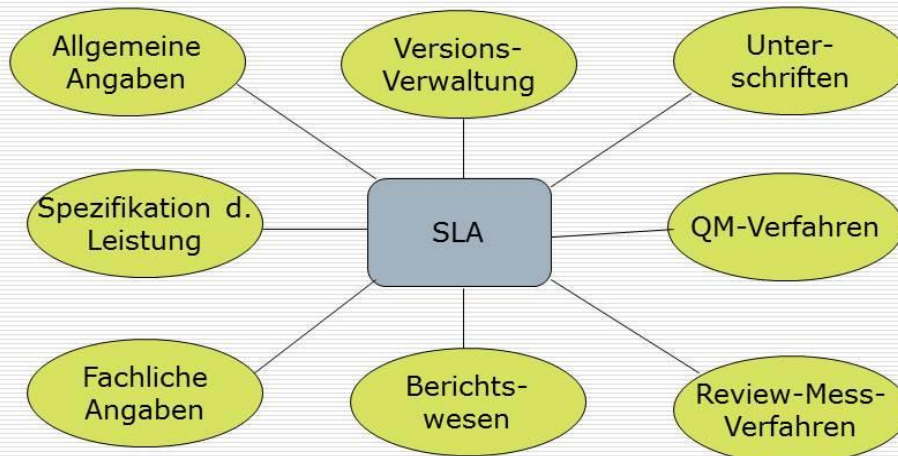 Allgemeine
Angaben
Versions-
Verwaltung
Unter-
schriften
Spezifikation d.
Leistung
SLA
QM-Verfahren
Fachliche
Angaben
Berichts-
wesen
Review-Mess-
Verfahren